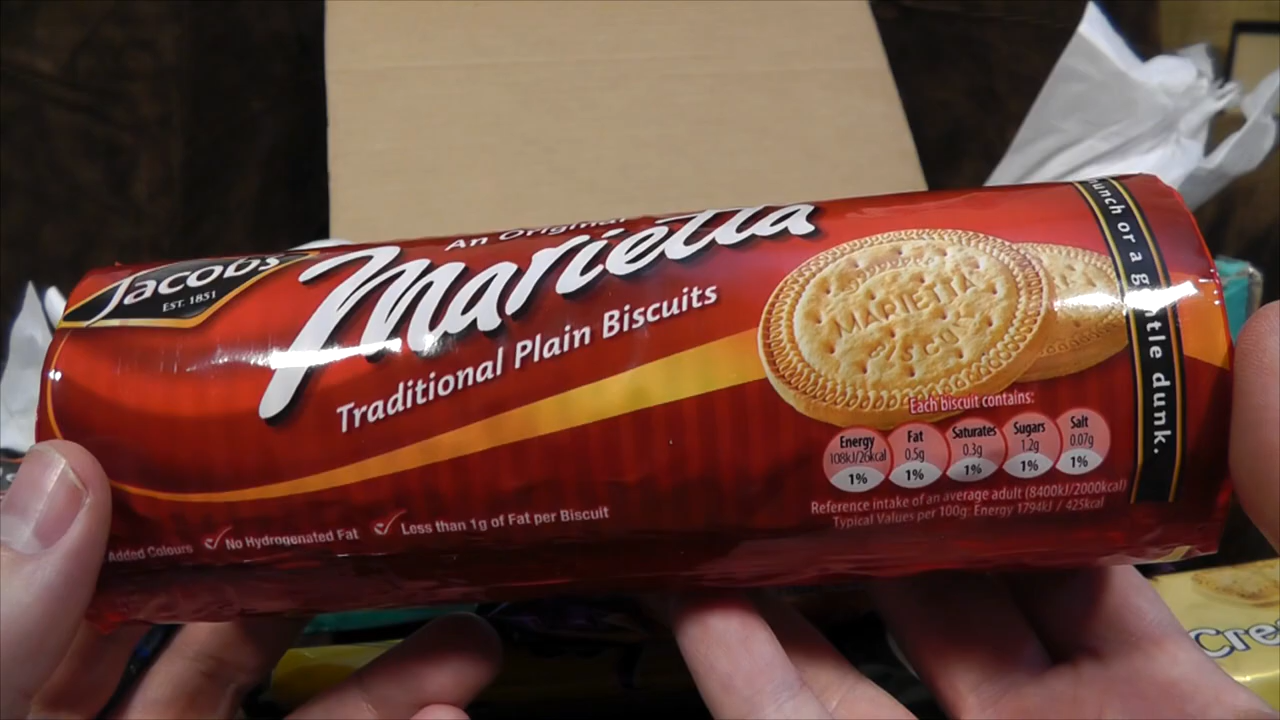 Jacob's
EST. 1851
An Original
Marietta
Traditional Plain Biscuits
MARIETTA
Each biscuit contains:
Energy
108kJ/26kcal
1%
Fat
0.5g
1%
Saturates
0.3g
1%
Sugars
1.2g
1%
Salt
0.07g
1%
Reference intake of an average adult (8400kJ/2000kcal)
Typical Values per 100g: Energy 1794kJ / 425kcal
Added Colours
No Hydrogenated Fat
Less than 1g of Fat per Biscuit
or a gentle dunk.
Cre